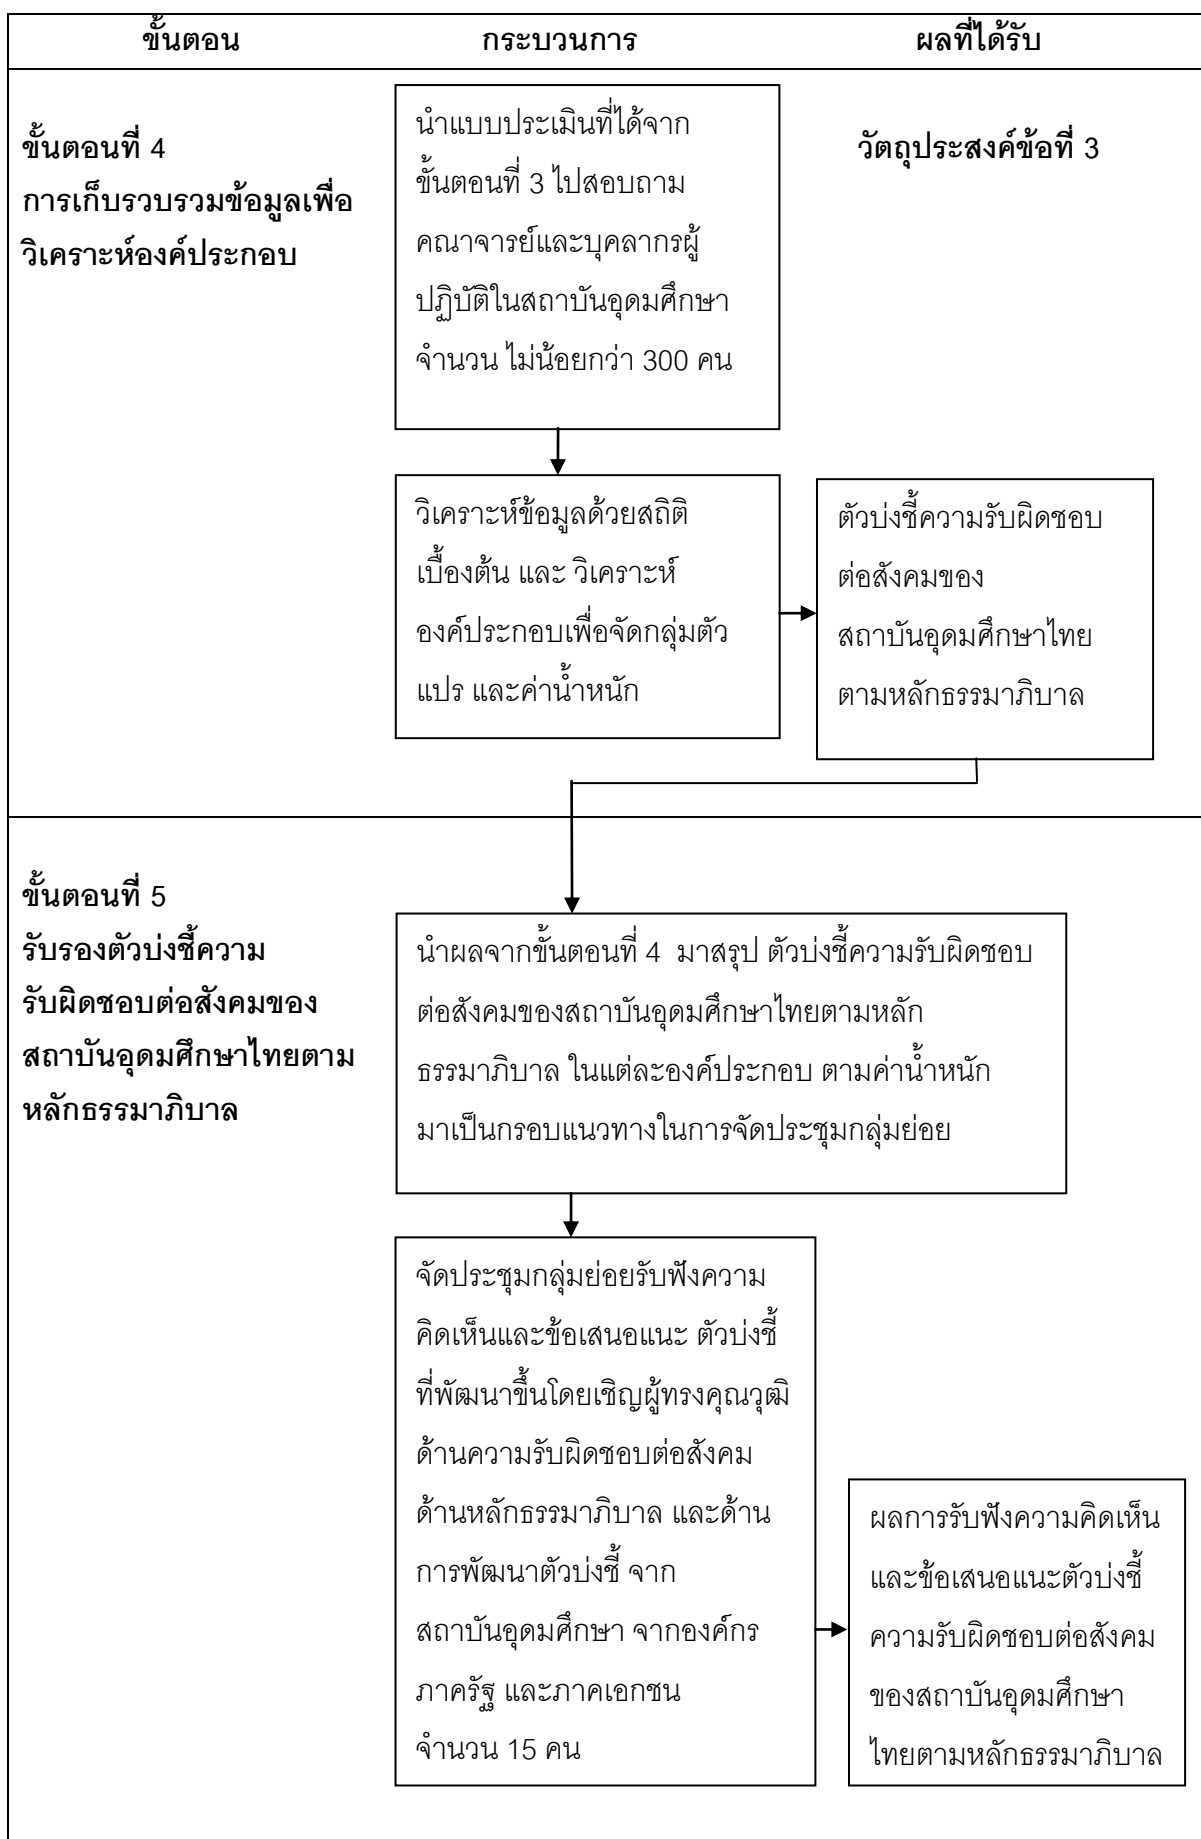 ขั้นตอน กระบวนการ ผลที่ได้รับ
ขั้นตอนที่ 4
การเก็บรวบรวมข้อมูลเพื่อ
วิเคราะห์องค์ประกอบ
นำแบบประเมินที่ได้จาก
ขั้นตอนที่ 3 ไปสอบถาม
คณาจารย์และบุคลากรผู้
ปฏิบัติในสถาบันอุดมศึกษา
จำนวน ไม่น้อยกว่า 300 คน
วัตถุประสงค์ข้อที่ 3
วิเคราะห์ข้อมูลด้วยสถิติ
เบื้องต้น และ วิเคราะห์
องค์ประกอบเพื่อจัดกลุ่มตัว
แปร และค่าน้ำหนัก
ตัวบ่งชี้ความรับผิดชอบ
ต่อสังคมของ
สถาบันอุดมศึกษาไทย
ตามหลักธรรมาภิบาล
ขั้นตอนที่ 5
รับรองตัวบ่งชี้ความ
รับผิดชอบต่อสังคมของ
สถาบันอุดมศึกษาไทยตาม
หลักธรรมาภิบาล
นำผลจากขั้นตอนที่ 4 มาสรุป ตัวบ่งชี้ความรับผิดชอบ
ต่อสังคมของสถาบันอุดมศึกษาไทยตามหลัก
ธรรมาภิบาล ในแต่ละองค์ประกอบ ตามค่าน้ำหนัก
มาเป็นกรอบแนวทางในการจัดประชุมกลุ่มย่อย
จัดประชุมกลุ่มย่อยรับฟังความ
คิดเห็นและข้อเสนอแนะ ตัวบ่งชี้
ที่พัฒนาขึ้นโดยเชิญผู้ทรงคุณวุฒิ
ด้านความรับผิดชอบต่อสังคม
ด้านหลักธรรมาภิบาล และด้าน
การพัฒนาตัวบ่งชี้ จาก
สถาบันอุดมศึกษา จากองค์กร
ภาครัฐ และภาคเอกชน
จำนวน 15 คน
ผลการรับฟังความคิดเห็น
และข้อเสนอแนะตัวบ่งชี้
ความรับผิดชอบต่อสังคม
ของสถาบันอุดมศึกษา
ไทยตามหลักธรรมาภิบาล